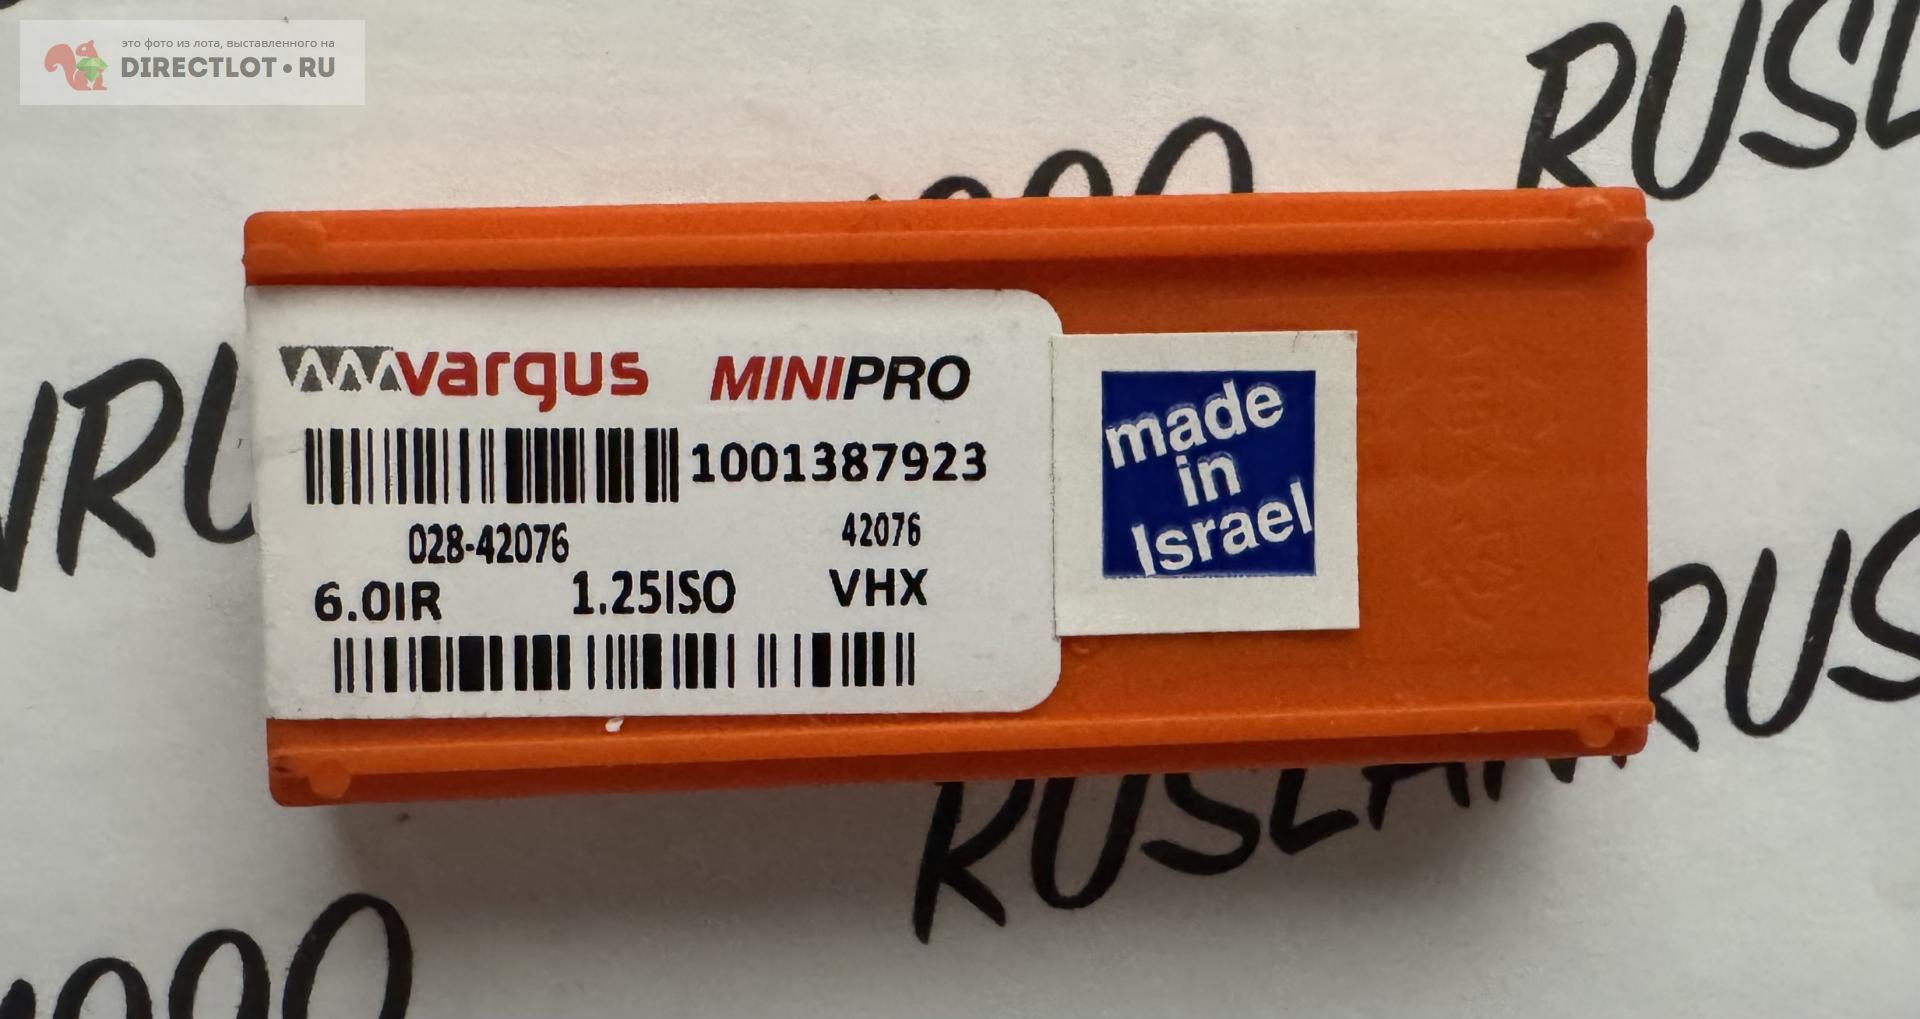 это фото из лота, выставленного на
DIRECTLOT•RU
RUSL
vargus MINIPRO
1001387923
028-42076 42076
6.0IR 1.25ISO VHX
made
in
Israel
RUS
RUSLAN